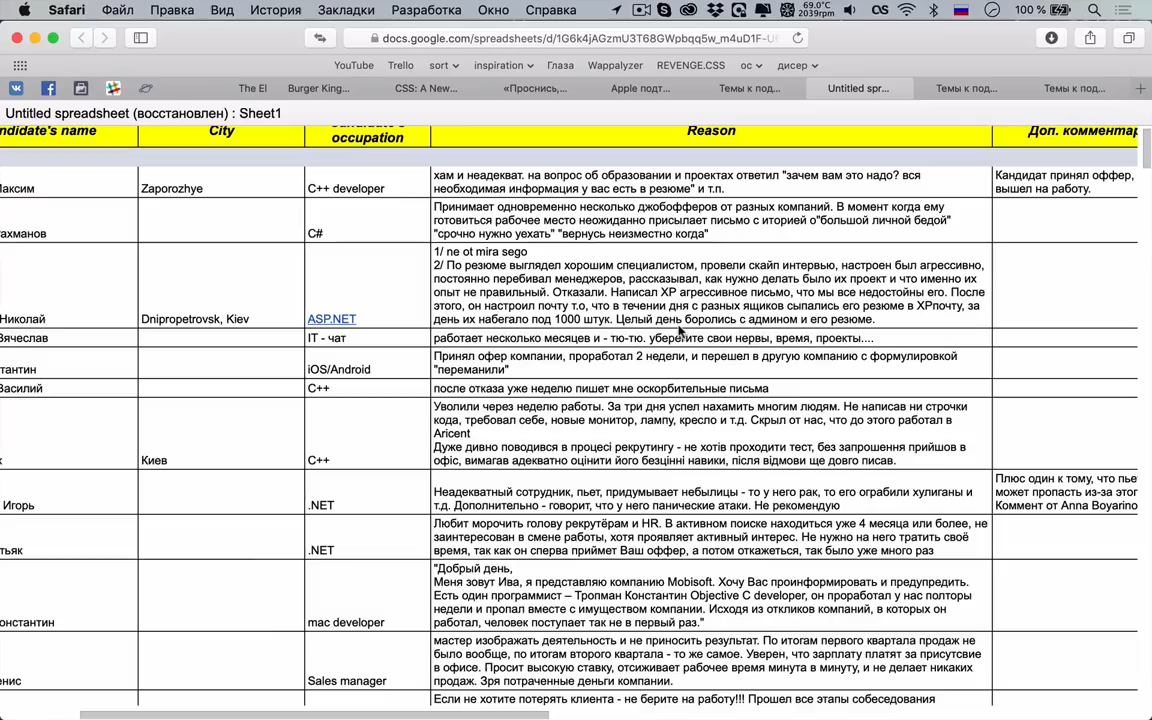 Safari Файл Правка Вид История Закладки Разработка Окно Справка 69.0°C 2039rpm 100 %
docs.google.com/spreadsheets/d/1G6k4jAGzmU3T68GWpbqq5w_m4uD1F-U
YouTube Trello sort inspiration Глаза Wappalyzer REVENGE.CSS ос дисер
The El Burger King... CSS: A New... «Проснись,... Apple подт... Темы к под... Untitled spr... Темы к под... Темы к под...
Untitled spreadsheet (восстановлен) : Sheet1
ndidate's name City occupation Reason Доп. комментар
Максим Zaporozhye C++ developer
хам и неадекват. на вопрос об образовании и проектах ответил "зачем вам это надо? вся
необходимая информация у вас есть в резюме" и т.п.
Кандидат принял оффер,
вышел на работу.
ахманов C#
Принимает одновременно несколько джобофферов от разных компаний. В момент когда ему
готовиться рабочее место неожиданно присылает письмо с иторией о"большой личной бедой"
"срочно нужно уехать" "вернусь неизместно когда"
Николай Dnipropetrovsk, Kiev ASP.NET
1/ ne ot mira sego
2/ По резюме выглядел хорошим специалистом, провели скайп интервью, настроен был агрессивно,
постоянно перебивал менеджеров, рассказывал, как нужно делать было их проект и что именно их
опыт не правильный. Отказали. Написал ХР агрессивное письмо, что мы все недостойны его. После
этого, он настроил почту т.о, что в течении дня с разных ящиков сыпались его резюме в ХРпочту, за
день их набегало под 1000 штук. Целый день боролись с админом и его резюме.
Вячеслав IT - чат работает несколько месяцев и - тю-тю. уберегите свои нервы, время, проекты....
тантин iOS/Android
Принял офер компании, проработал 2 недели, и перешел в другую компанию с формулировкой
"переманили"
Василий C++ после отказа уже неделю пишет мне оскорбительные письма
Киев C++
Уволили через неделю работы. За три дня успел нахамить многим людям. Не написав ни строчки
кода, требовал себе, новые монитор, лампу, кресло и т.д. Скрыл от нас, что до этого работал в
Aricent
Дуже дивно поводився в процесі рекрутингу - не хотів проходити тест, без запрошення прийшов в
офіс, вимагав адекватно оцінити його безцінні навики, після відмови ще довго писав.
Игорь .NET
Неадекватный сотрудник, пьет, придумывает небылицы - то у него рак, то его ограбили хулиганы и
т.д. Дополнительно - говорит, что у него панические атаки. Не рекомендую
Плюс один к тому, что пье
может пропасть из-за этог
Коммент от Anna Boyarino
тьяк .NET
Любит морочить голову рекрутёрам и HR. В активном поиске находиться уже 4 месяца или более, не
заинтересован в смене работы, хотя проявляет активный интерес. Не нужно на него тратить своё
время, так как он сперва приймет Ваш оффер, а потом откажеться, так было уже много раз
онстантин mac developer
"Добрый день,
Меня зовут Ива, я представляю компанию Mobisoft. Хочу Вас проинформировать и предупредить.
Есть один программист – Тропман Константин Objective C developer, он проработал у нас полторы
недели и пропал вместе с имуществом компании. Исходя из откликов компаний, в которых он
работал, человек поступает так не в первый раз."
енис Sales manager
мастер изображать деятельность и не приносить результат. По итогам первого квартала продаж не
было вообще, по итогам второго квартала - то же самое. Уверен, что зарплату платят за присутсвие
в офисе. Просит высокую ставку, отсиживает рабочее время минута в минуту, и не делает никаких
продаж. Зря потраченные деньги компании.
Если не хотите потерять клиента - не берите на работу!!! Прошел все этапы собеседования